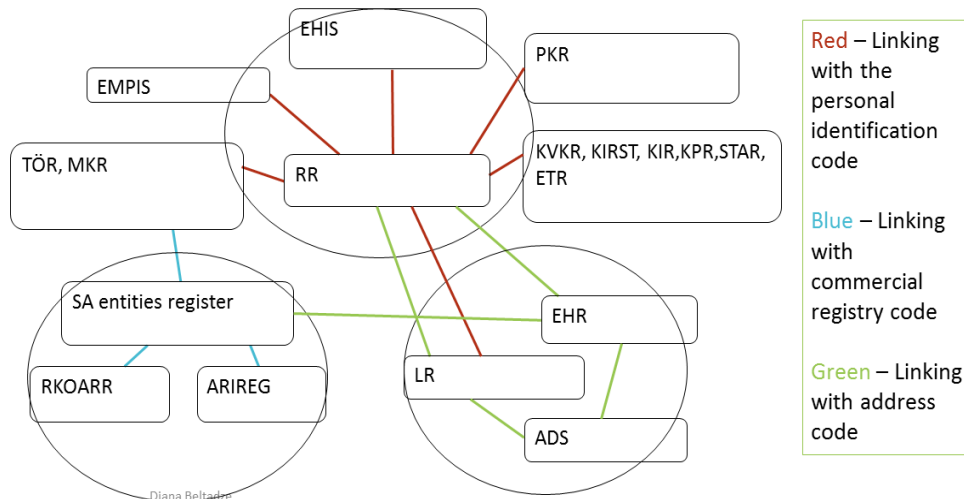 EHIS
PKR
EMPIS
TÖR, MKR
RR
KVKR, KIRST, KIR,KPR,STAR,
ETR
SA entities register
EHR
RKOARR
ARIREG
LR
ADS
Diana Beltadze
Red – Linking
with the
personal
identification
code
Blue – Linking
with
commercial
registry code
Green – Linking
with address
code